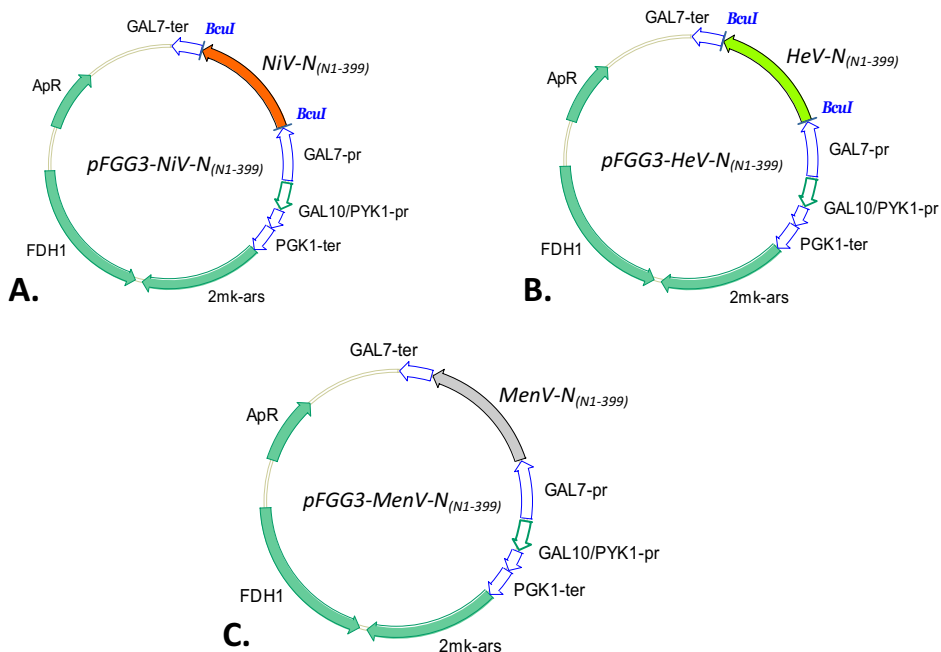 GAL7-ter
BcuI
NiV-N(N1-399)
ApR
BcuI
GAL7-pr
pFGG3-NiV-N(N1-399)
GAL10/PYK1-pr
PGK1-ter
FDH1
2mk-ars
A.
GAL7-ter
BcuI
HeV-N(N1-399)
ApR
BcuI
GAL7-pr
pFGG3-HeV-N(N1-399)
GAL10/PYK1-pr
PGK1-ter
FDH1
2mk-ars
B.
GAL7-ter
MenV-N(N1-399)
ApR
GAL7-pr
pFGG3-MenV-N(N1-399)
GAL10/PYK1-pr
PGK1-ter
FDH1
2mk-ars
C.